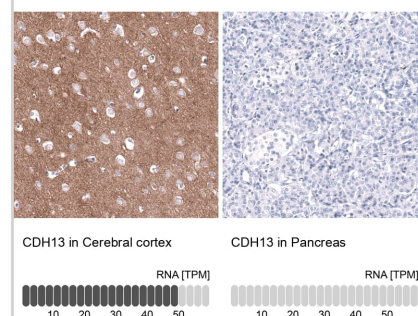 CDH13 in Cerebral cortex
CDH13 in Pancreas
RNA [TPM]
RNA [TPM]
10 20 30 40 50
10 20 30 40 50